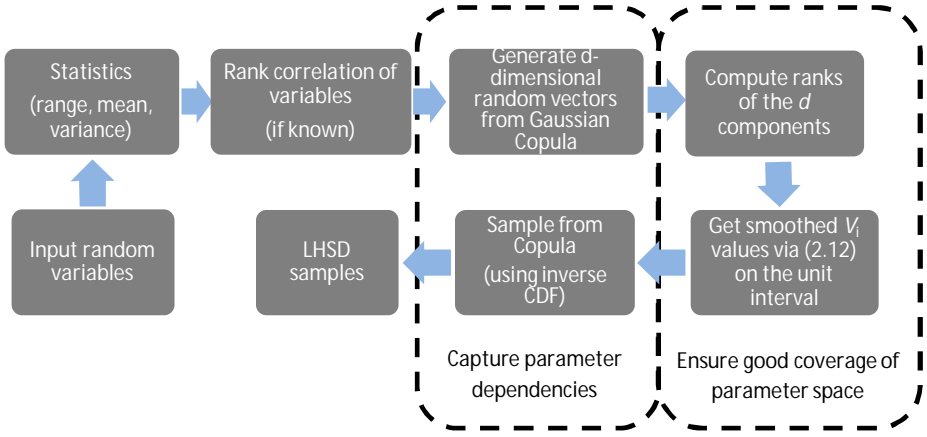 Statistics
(range, mean,
variance)
Rank correlation of
variables
(if known)
Generate d-
dimensional
random vectors
from Gaussian
Copula
Compute ranks
of the d
components
Input random
variables
LHSD
samples
Sample from
Copula
(using inverse
CDF)
Get smoothed Vi
values via (2.12)
on the unit
interval
Capture parameter
dependencies
Ensure good coverage of
parameter space